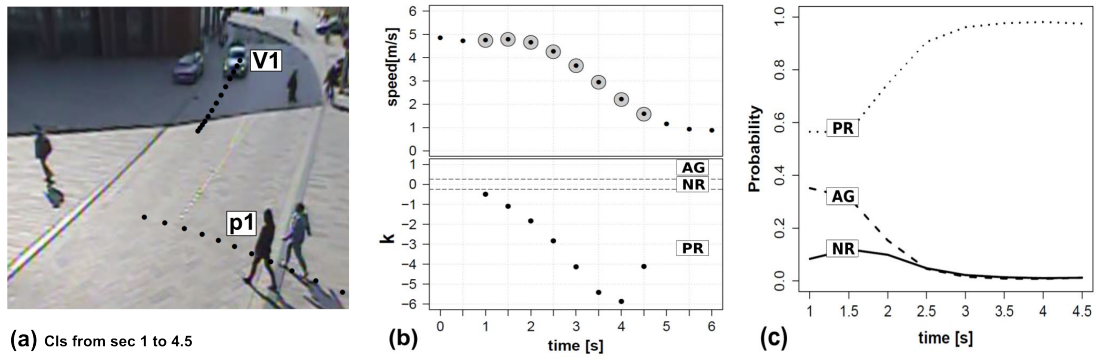 V1
p1
(a) CIs from sec 1 to 4.5
speed[m/s]
6
5
4
3
2
1
0
k
1
0
-1
-2
-3
-4
-5
-6
AG
NR
PR
0 1 2 3 4 5 6
time [s]
(b)
Probability
1.0
0.8
0.6
0.4
0.2
0.0
PR
AG
NR
1 1.5 2 2.5 3 3.5 4 4.5
time [s]
(c)